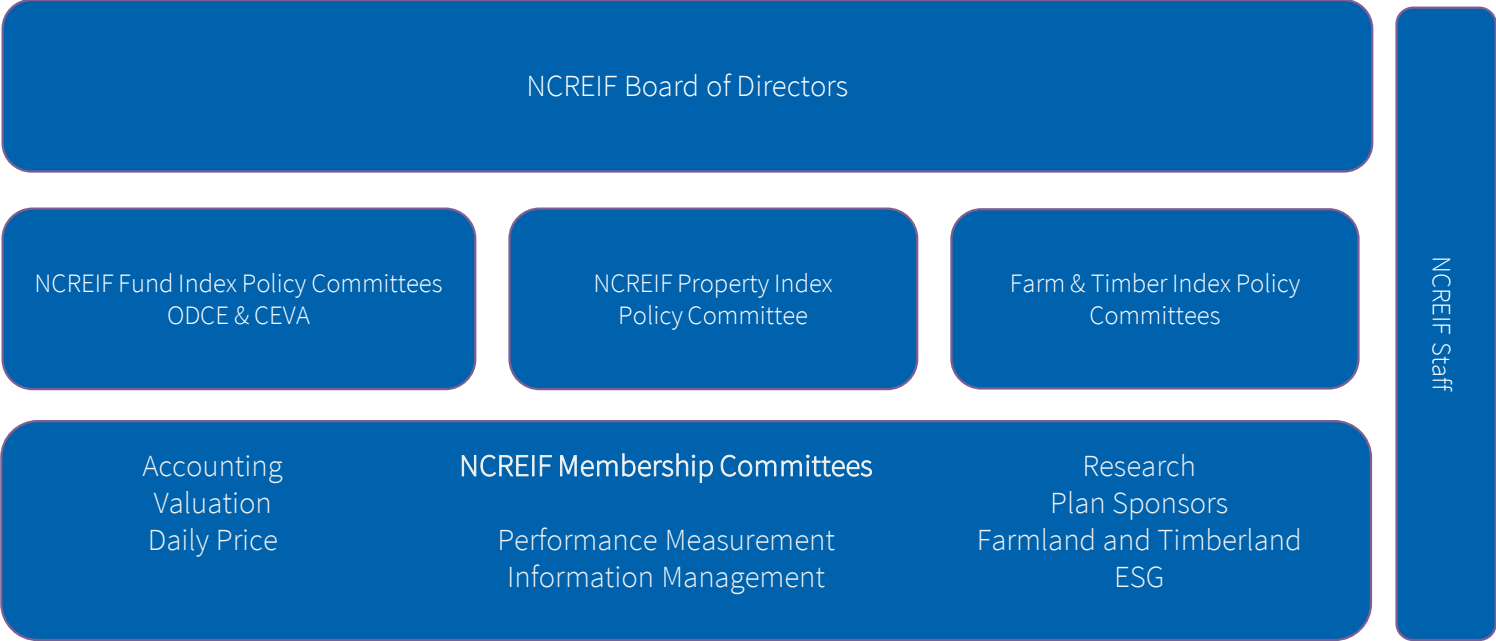 NCREIF Board of Directors
NCREIF Fund Index Policy Committees
ODCE & CEVA
NCREIF Property Index
Policy Committee
Farm & Timber Index Policy
Committees
Accounting
Valuation
Daily Price
NCREIF Membership Committees
Performance Measurement
Information Management
Research
Plan Sponsors
Farmland and Timberland
ESG
NCREIF Staff